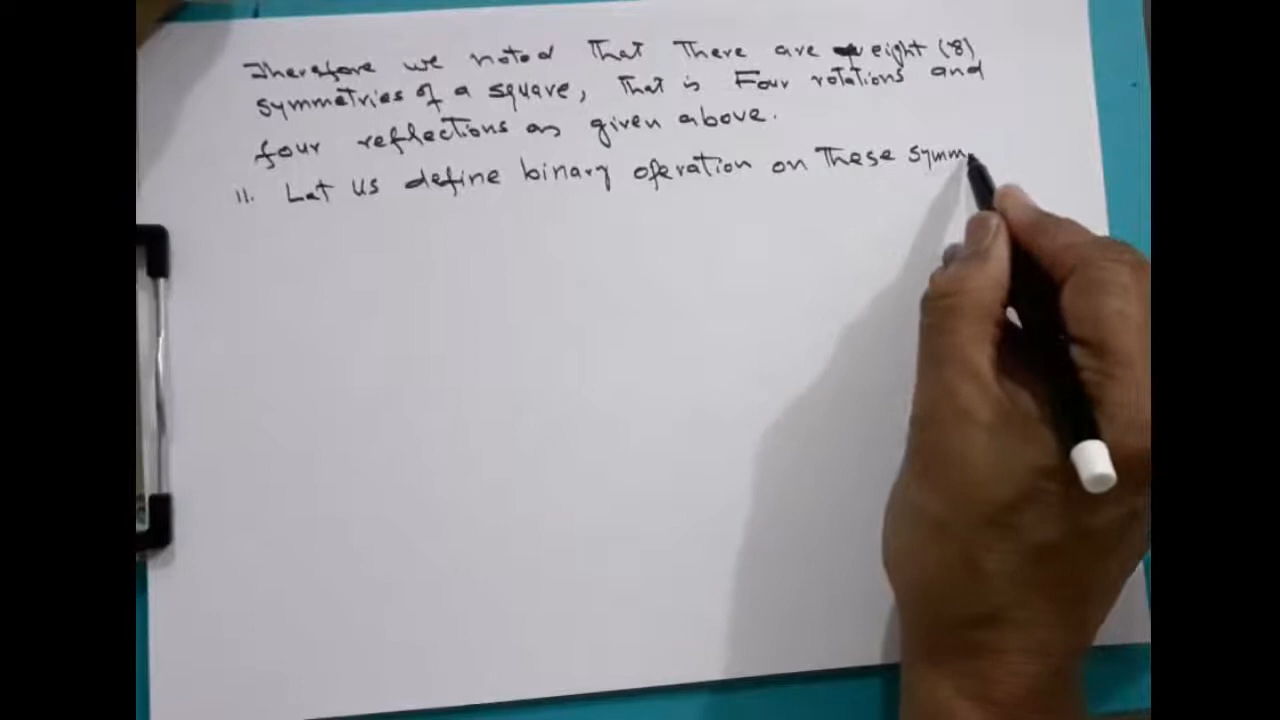 Therefore we noted that there are eight (8)
symmetries of a square, that is Four rotations and
four reflections as given above.
11. Let us define binary operation on these symm